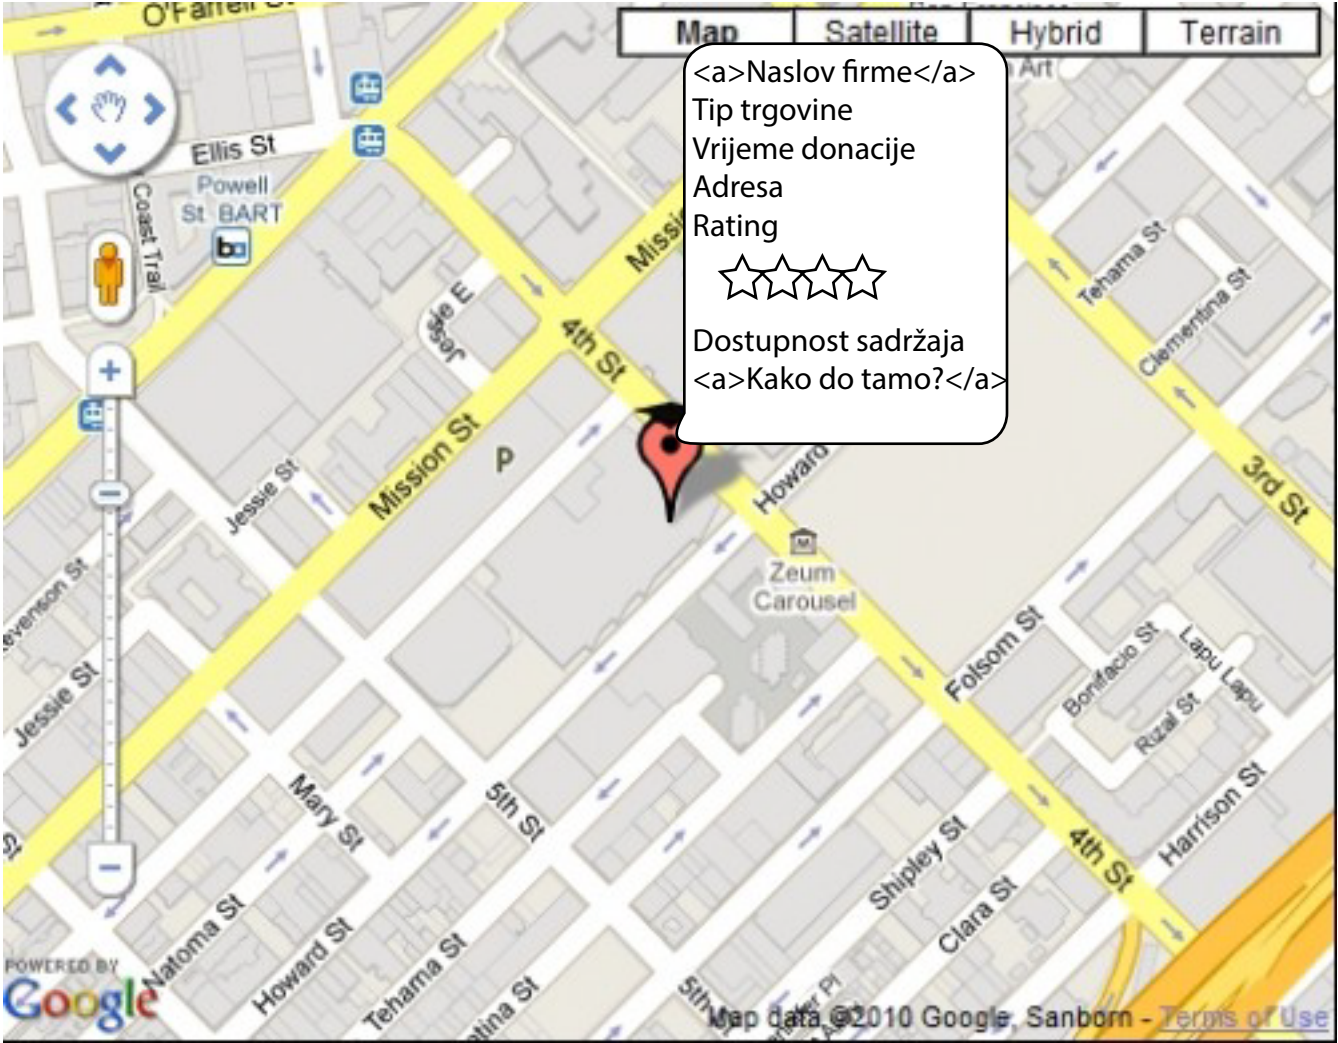 O'Farrell St
Map
Satellite
Hybrid
Terrain
Art
<a>Naslov firme</a>
Tip trgovine
Vrijeme donacije
Adresa
Rating
Dostupnost sadržaja
<a>Kako do tamo?</a>
Ellis St
Powell
St BART
Coast Trail
4th St
Mission St
P
Jessie St
Howard
Zeum
Carousel
Tehama St
Clementina St
3rd St
Folsom St
Bonifacio St
Lapu Lapu
Rizal St
Harrison St
Jessie St
Mary St
5th St
4th St
Shipley St
Clara St
Natoma St
Howard St
Tehama St
POWERED BY
Google
Map data ©2010 Google, Sanborn - Terms of Use